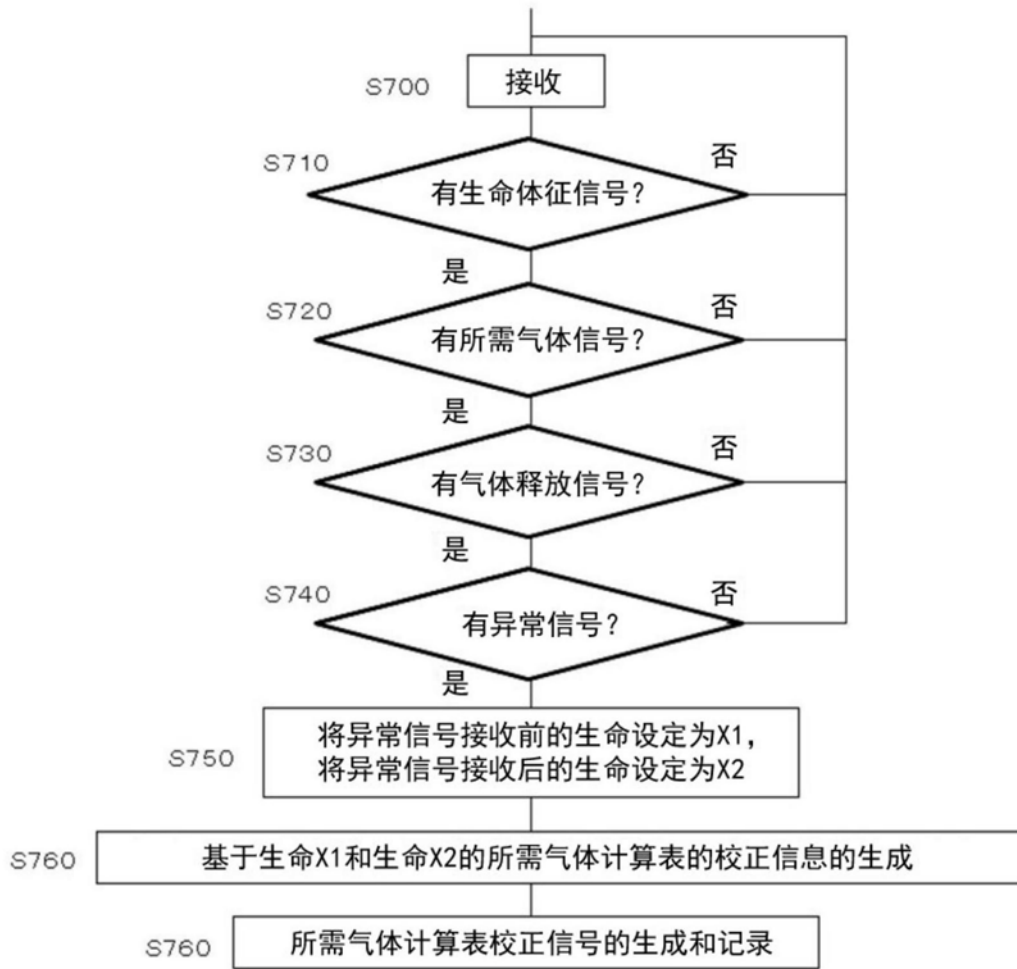 S700
接收
S710
有生命体征信号？
否
是
S720
有所需气体信号？
否
是
S730
有气体释放信号？
否
是
S740
有异常信号？
否
是
S750
将异常信号接收前的生命设定为X1，
将异常信号接收后的生命设定为X2
S760
基于生命X1和生命X2的所需气体计算表的校正信息的生成
S760
所需气体计算表校正信号的生成和记录